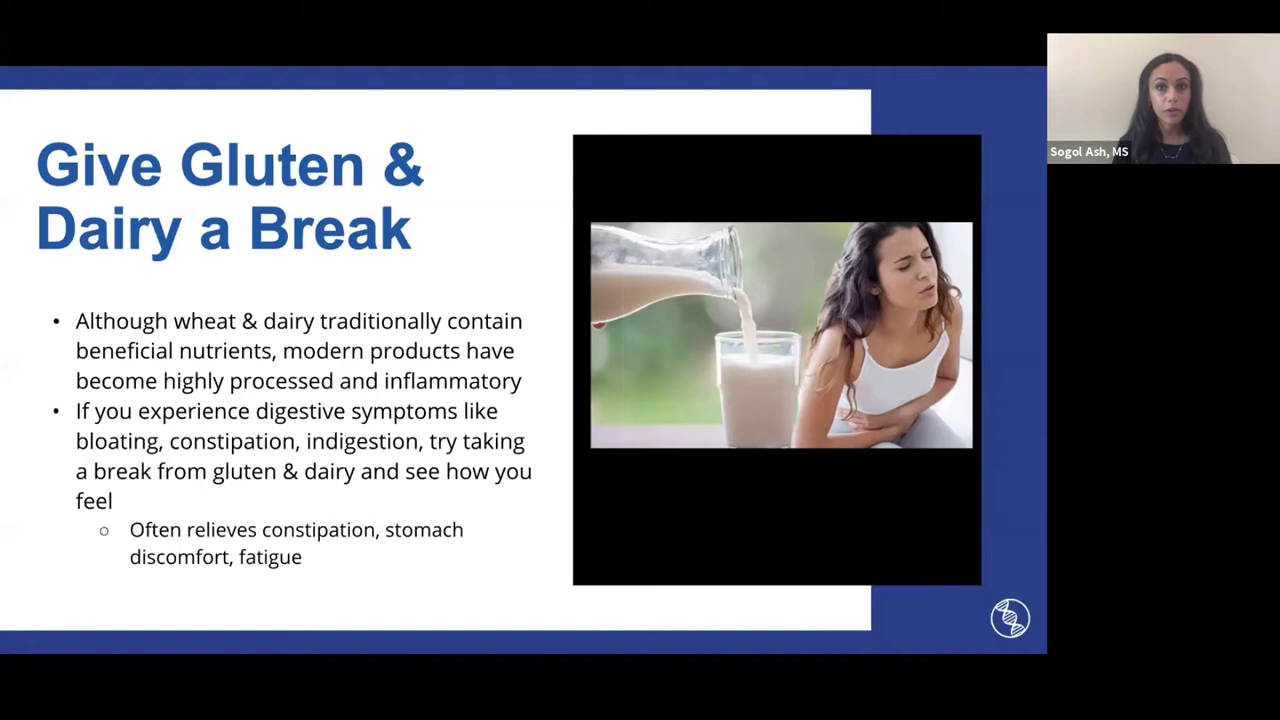 Give Gluten &
Dairy a Break
• Although wheat & dairy traditionally contain
beneficial nutrients, modern products have
become highly processed and inflammatory
• If you experience digestive symptoms like
bloating, constipation, indigestion, try taking
a break from gluten & dairy and see how you
feel
○ Often relieves constipation, stomach
discomfort, fatigue
Sogol Ash, MS